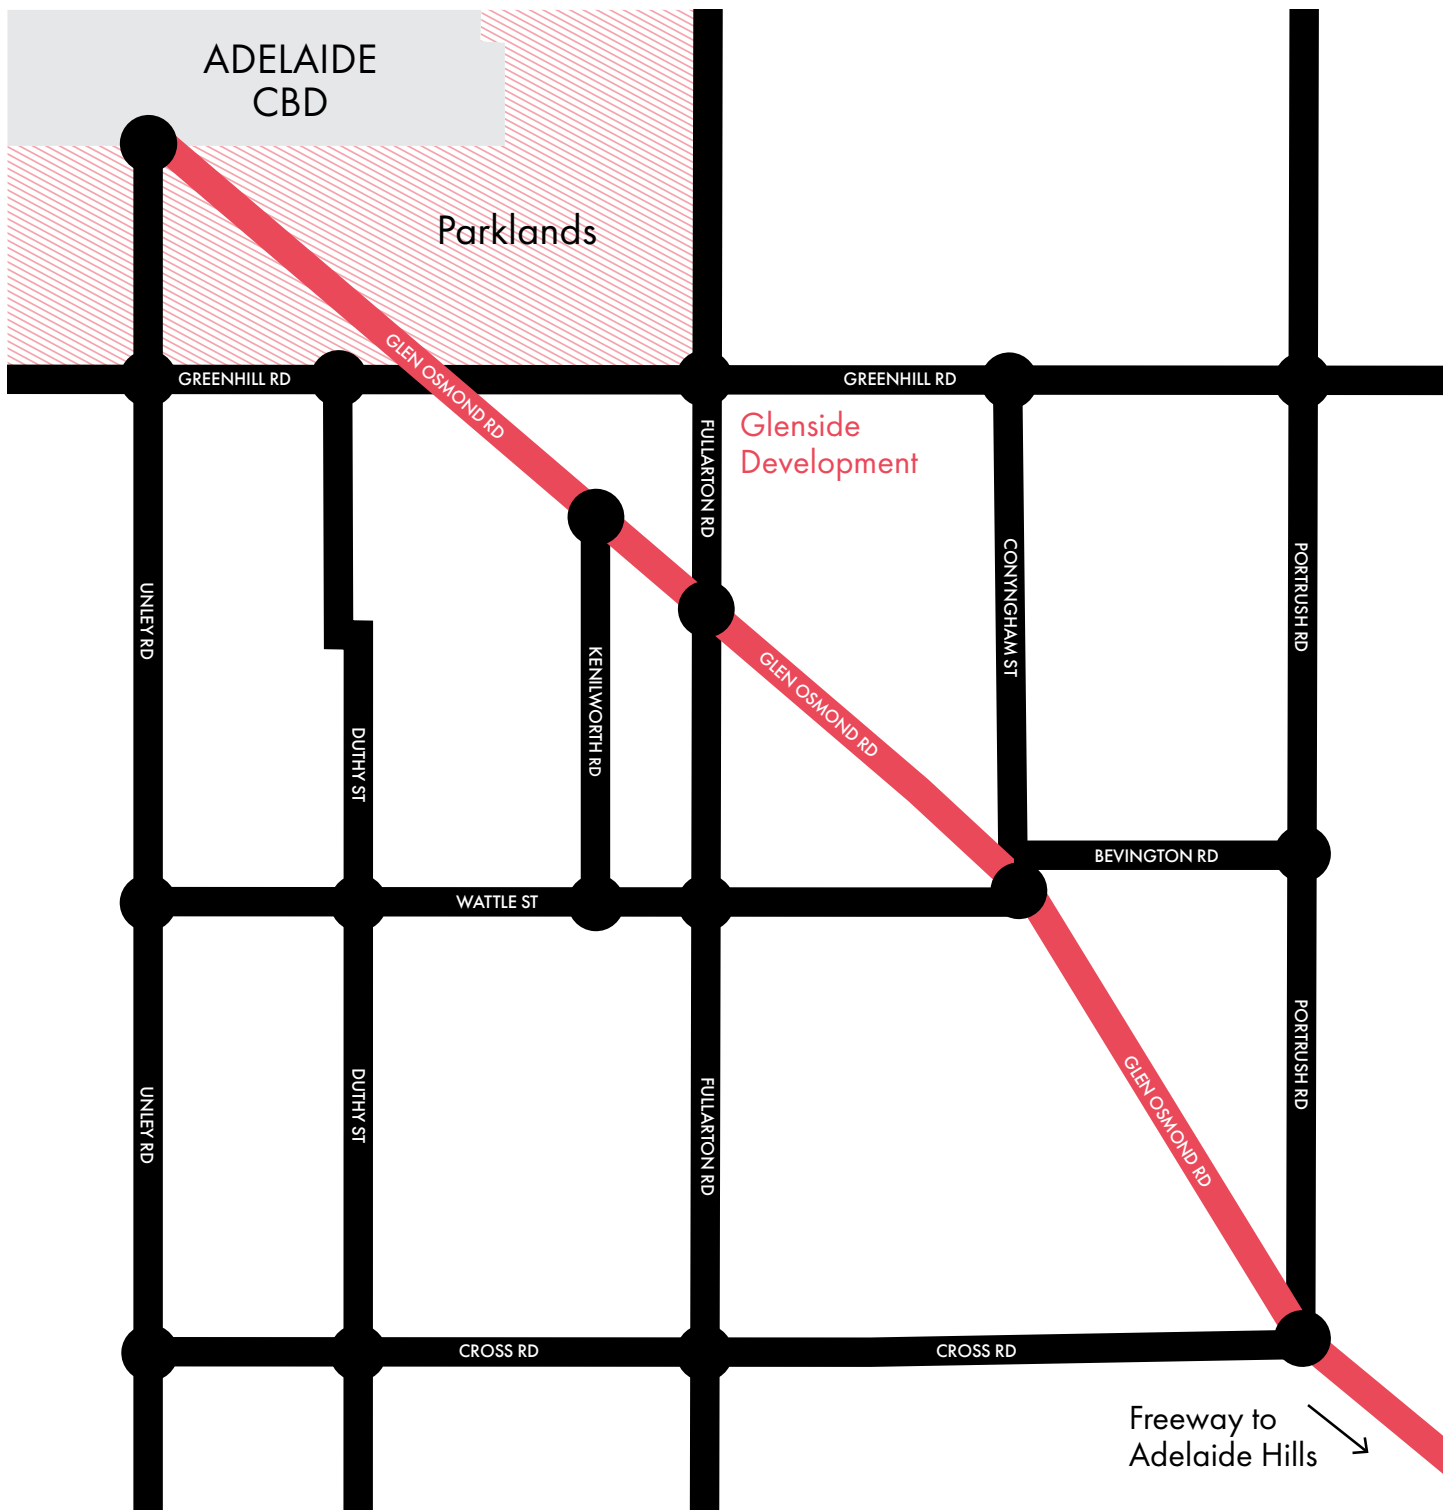 ADELAIDE
CBD
Parklands
GLEN OSMOND RD
GREENHILL RD
GREENHILL RD
Glenside
Development
FULLARTON RD
UNLEY RD
CONYNGHAM ST
PORTRUSH RD
KENILWORTH RD
GLEN OSMOND RD
DUTHY ST
BEVINGTON RD
WATTLE ST
PORTRUSH RD
GLEN OSMOND RD
UNLEY RD
DUTHY ST
FULLARTON RD
CROSS RD
CROSS RD
Freeway to
Adelaide Hills